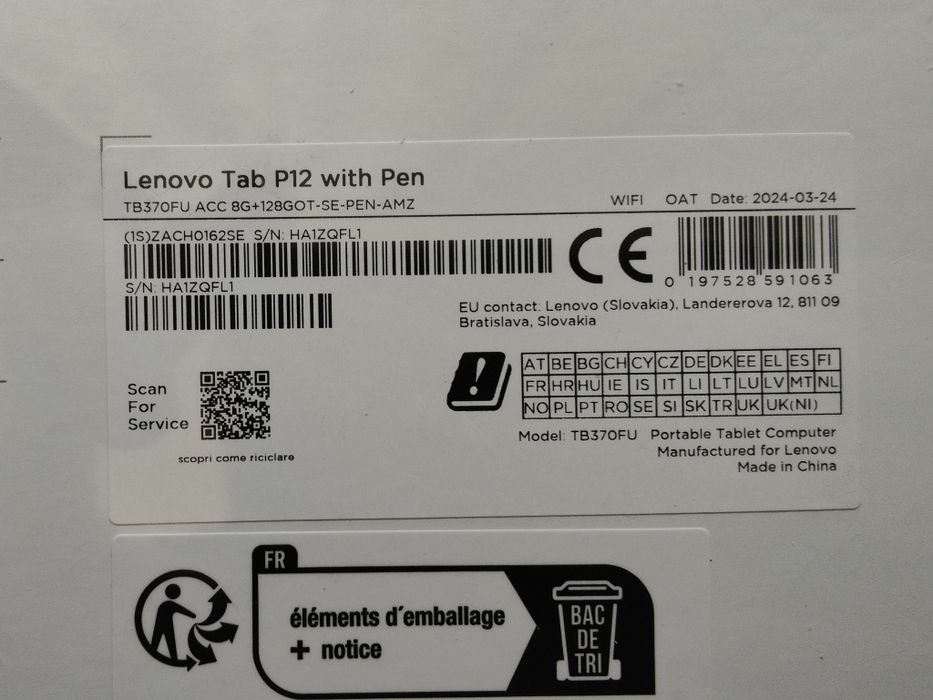 Lenovo Tab P12 with Pen
TB370FU ACC 8G+128GOT-SE-PEN-AMZ WIFI OAT Date: 2024-03-24
(1S)ZACH0162SE S/N: HA1ZQFL1
CE
0 197528 591063
S/N: HA1ZQFL1
EU contact: Lenovo (Slovakia), Landererova 12, 811 09
Bratislava, Slovakia
!
AT BE BG CH CY CZ DE DK EE EL ES FI
FR HR HU IE IS IT LI LT LU LV MT NL
NO PL PT RO SE SI SK TR UK UK(NI)
Scan
For
Service
scopri come riciclare
Model: TB370FU Portable Tablet Computer
Manufactured for Lenovo
Made in China
FR
éléments d'emballage
+ notice
BAC
DE
TRI